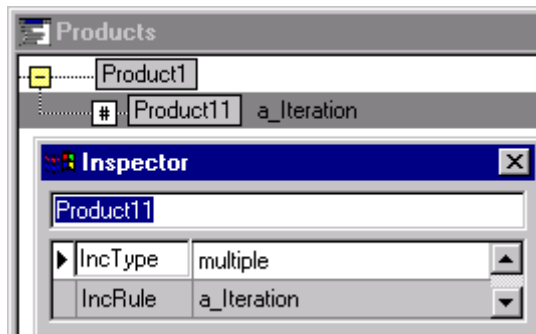 Products
Product1
# Product11 a_Iteration
Inspector
Product11
IncType multiple
IncRule a_Iteration